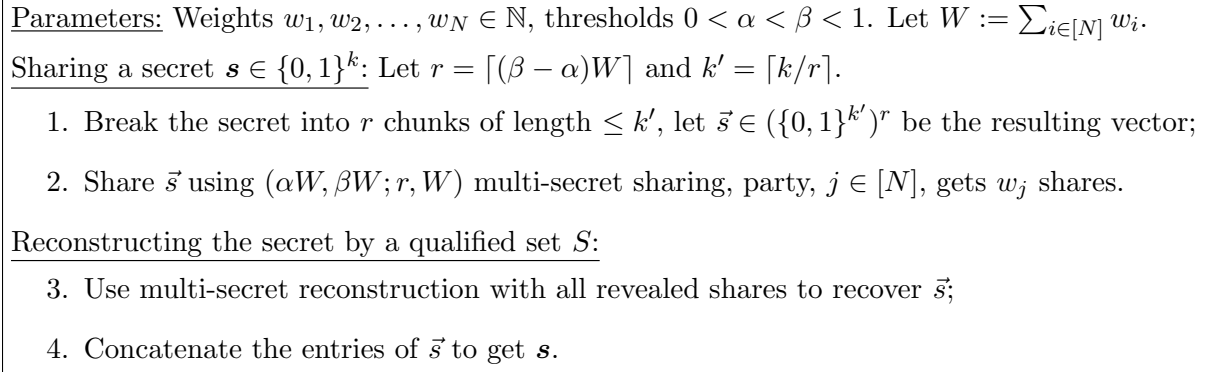 Parameters: Weights w₁, w₂, . . . , w_N ∈ ℕ, thresholds 0 < α < β < 1. Let W := ∑_{i∈[N]} w_i.
Sharing a secret s ∈ {0, 1}^k: Let r = ⌈(β − α)W⌉ and k′ = ⌈k/r⌉.
1. Break the secret into r chunks of length ≤ k′, let s⃗ ∈ ({0, 1}^{k′})^r be the resulting vector;
2. Share s⃗ using (αW, βW; r, W) multi-secret sharing, party, j ∈ [N], gets w_j shares.
Reconstructing the secret by a qualified set S:
3. Use multi-secret reconstruction with all revealed shares to recover s⃗;
4. Concatenate the entries of s⃗ to get s.